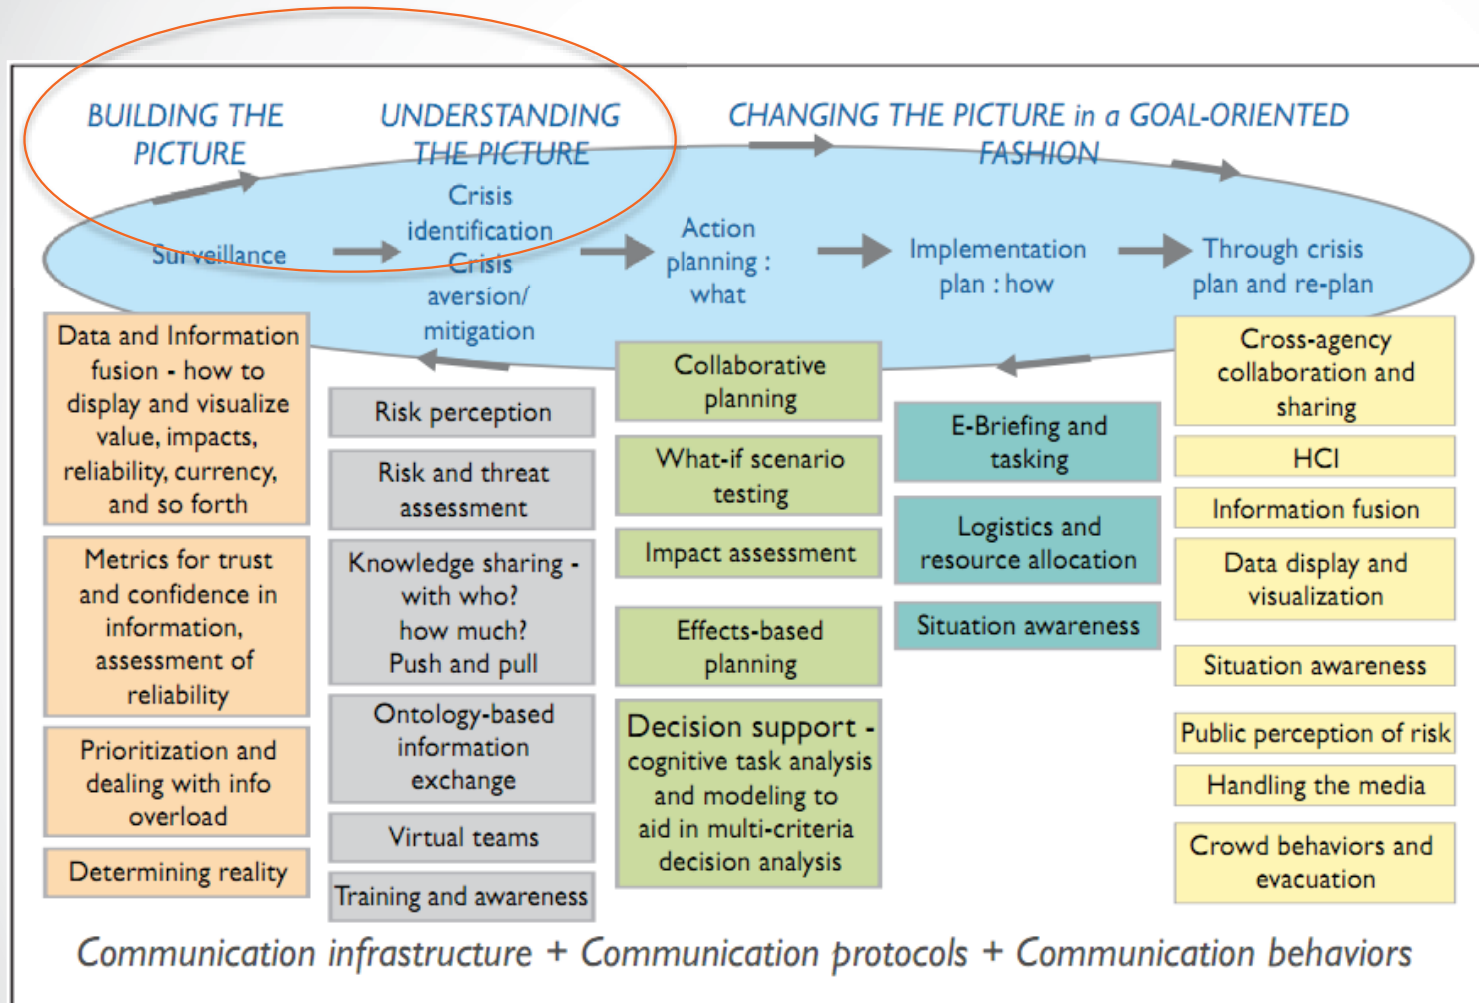 BUILDING THE
PICTURE
UNDERSTANDING
THE PICTURE
CHANGING THE PICTURE in a GOAL-ORIENTED
FASHION
Surveillance
Crisis
identification
Crisis
aversion/
mitigation
Action
planning :
what
Implementation
plan : how
Through crisis
plan and re-plan
Data and Information
fusion - how to
display and visualize
value, impacts,
reliability, currency,
and so forth
Metrics for trust
and confidence in
information,
assessment of
reliability
Prioritization and
dealing with info
overload
Determining reality
Risk perception
Risk and threat
assessment
Knowledge sharing -
with who?
how much?
Push and pull
Ontology-based
information
exchange
Virtual teams
Training and awareness
Collaborative
planning
What-if scenario
testing
Impact assessment
Effects-based
planning
Decision support -
cognitive task analysis
and modeling to
aid in multi-criteria
decision analysis
E-Briefing and
tasking
Logistics and
resource allocation
Situation awareness
Cross-agency
collaboration and
sharing
HCI
Information fusion
Data display and
visualization
Situation awareness
Public perception of risk
Handling the media
Crowd behaviors and
evacuation
Communication infrastructure + Communication protocols + Communication behaviors